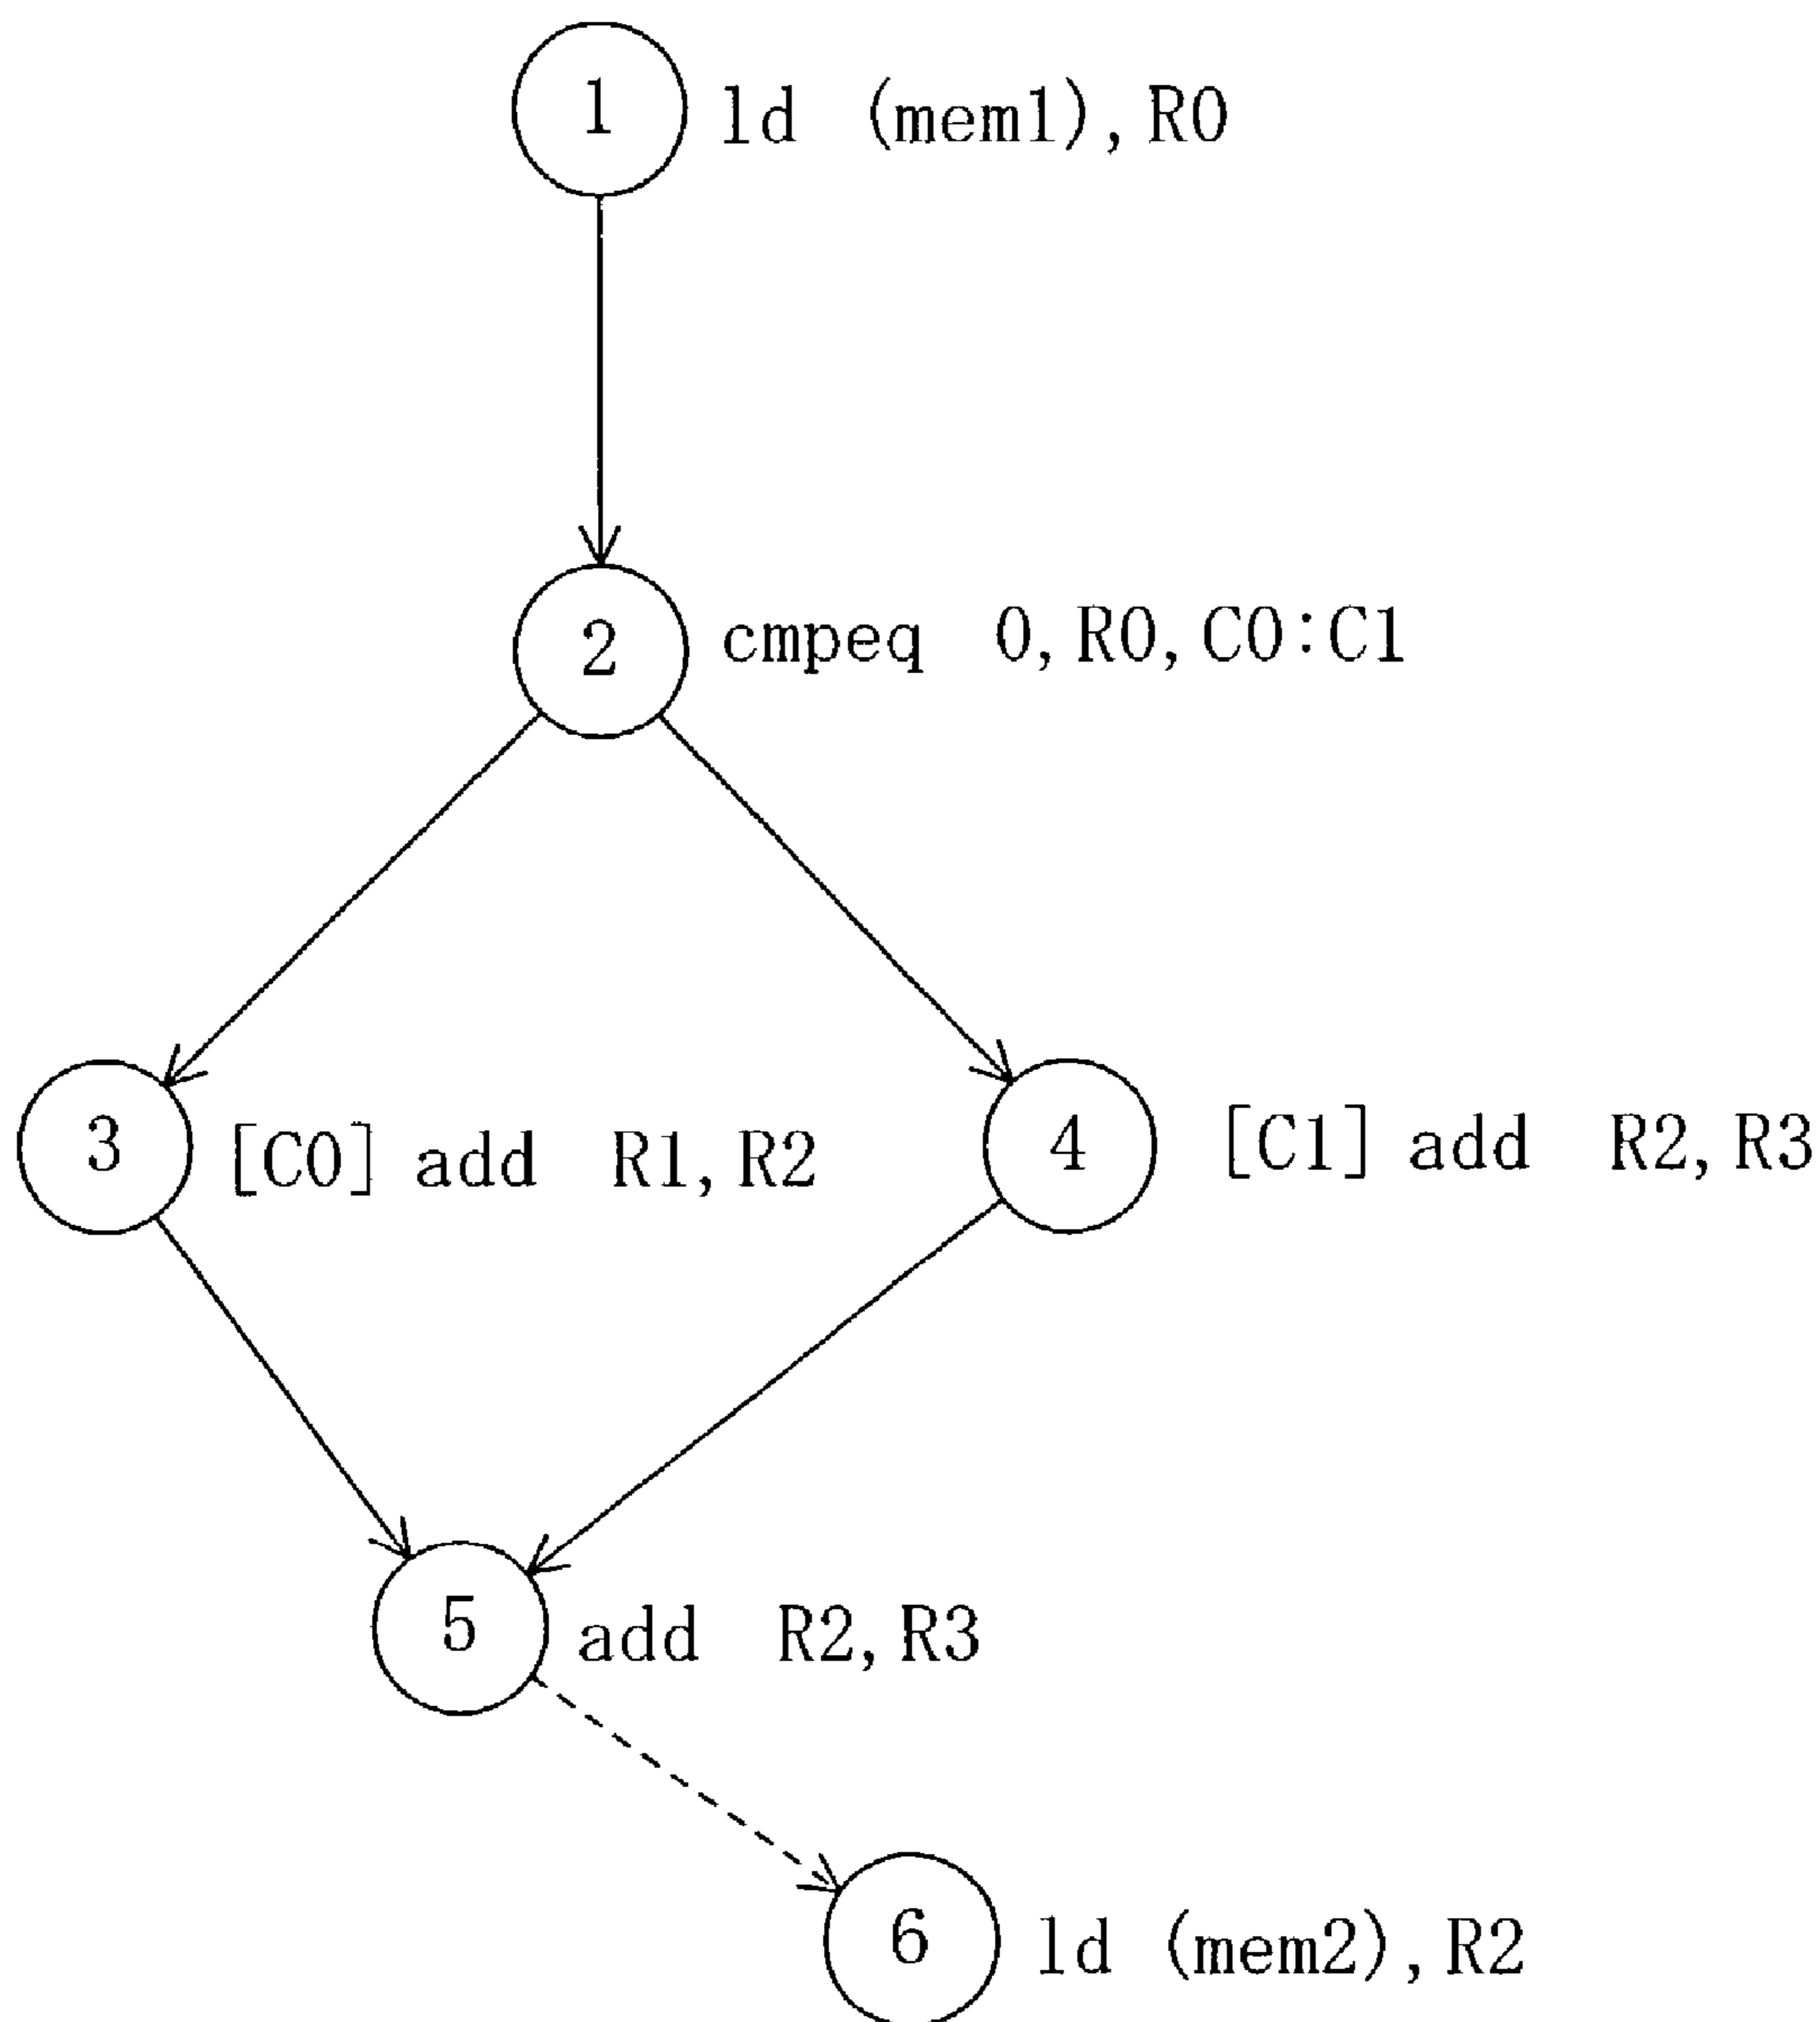 1 ld (mem1), R0
2 cmpeq 0, R0, C0:C1
3 [C0] add R1, R2
4 [C1] add R2, R3
5 add R2, R3
6 ld (mem2), R2